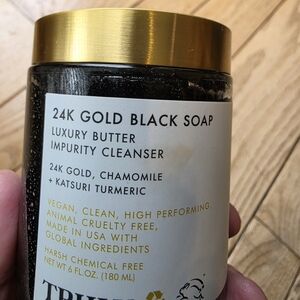 24K GOLD BLACK SOAP
LUXURY BUTTER
IMPURITY CLEANSER
24K GOLD, CHAMOMILE
+ KATSURI TURMERIC
VEGAN, CLEAN, HIGH PERFORMING
ANIMAL CRUELTY FREE,
MADE IN USA WITH
GLOBAL INGREDIENTS
HARSH CHEMICAL FREE
NET WT 6 FL OZ. (180 ML)